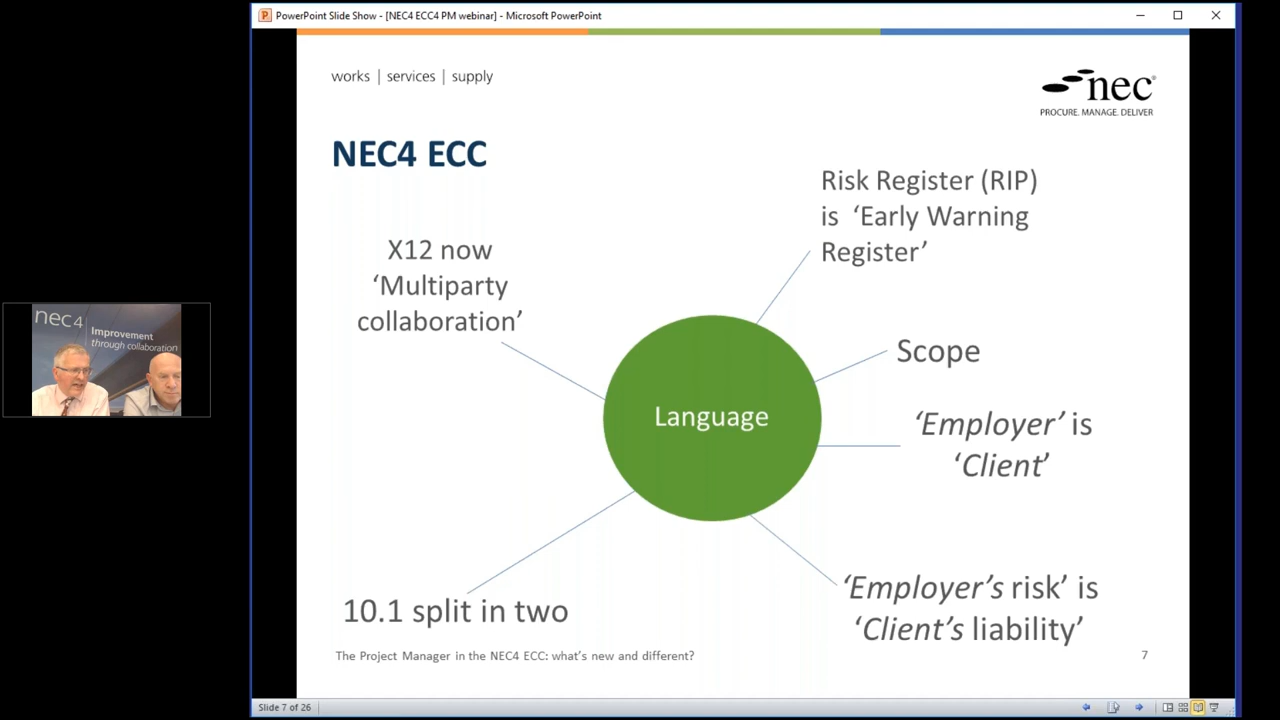 PowerPoint Slide Show - [NEC4 ECC4 PM webinar] - Microsoft PowerPoint
works | services | supply
nec®
PROCURE. MANAGE. DELIVER
NEC4 ECC
Risk Register (RIP)
is ‘Early Warning
Register’
X12 now
‘Multiparty
collaboration’
Scope
Language
‘Employer’ is
‘Client’
‘Employer’s risk’ is
‘Client’s liability’
10.1 split in two
The Project Manager in the NEC4 ECC: what’s new and different?
7
nec4
Improvement
through collaboration
Slide 7 of 26